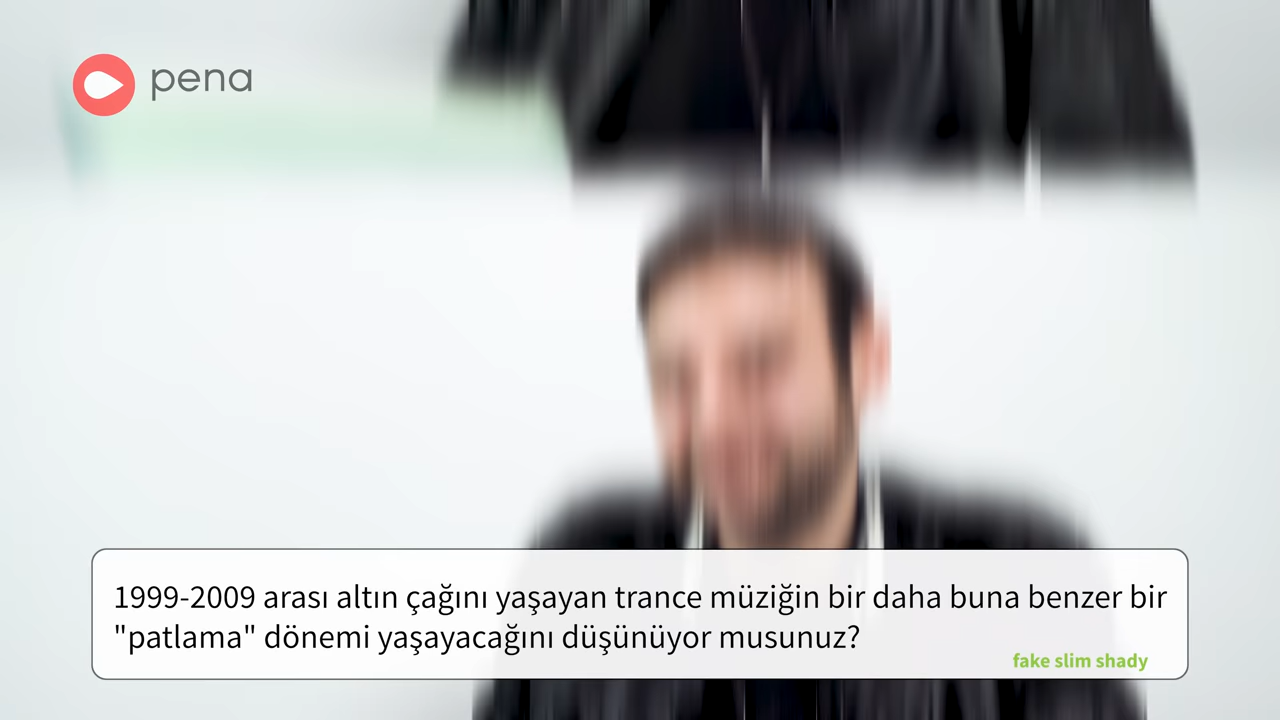 pena
1999-2009 arası altın çağını yaşayan trance müziğin bir daha buna benzer bir
"patlama" dönemi yaşayacağını düşünüyor musunuz?
fake slim shady